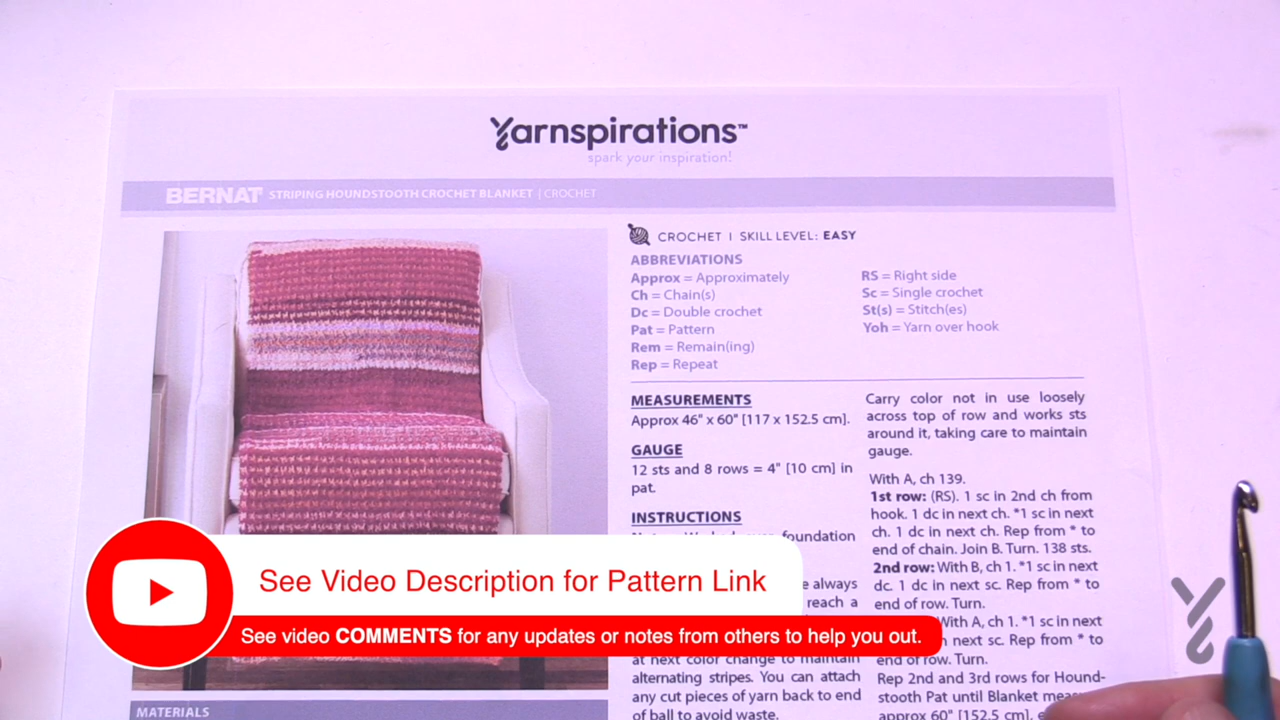 Yarnspirations™
spark your inspiration!
BERNAT STRIPING HOUNDSTOOTH CROCHET BLANKET | CROCHET
CROCHET I SKILL LEVEL: EASY
ABBREVIATIONS
Approx = Approximately
Ch = Chain(s)
Dc = Double crochet
Pat = Pattern
Rem = Remain(ing)
Rep = Repeat
RS = Right side
Sc = Single crochet
St(s) = Stitch(es)
Yoh = Yarn over hook
MEASUREMENTS
Approx 46" x 60" [117 x 152.5 cm].
GAUGE
12 sts and 8 rows = 4" [10 cm] in
pat.
INSTRUCTIONS
foundation
always
reach a
at next color change to maintain
alternating stripes. You can attach
any cut pieces of yarn back to end
of ball to avoid waste.
Carry color not in use loosely
across top of row and works sts
around it, taking care to maintain
gauge.
With A, ch 139.
1st row: (RS). 1 sc in 2nd ch from
hook. 1 dc in next ch. *1 sc in next
ch. 1 dc in next ch. Rep from * to
end of chain. Join B. Turn. 138 sts.
2nd row: With B, ch 1. *1 sc in next
dc. 1 dc in next sc. Rep from * to
end of row. Turn.
With A, ch 1. *1 sc in next
next sc. Rep from * to
end of row. Turn.
Rep 2nd and 3rd rows for Hound-
stooth Pat until Blanket
approx 60" [152.5 cm],
MATERIALS
See Video Description for Pattern Link
See video COMMENTS for any updates or notes from others to help you out.